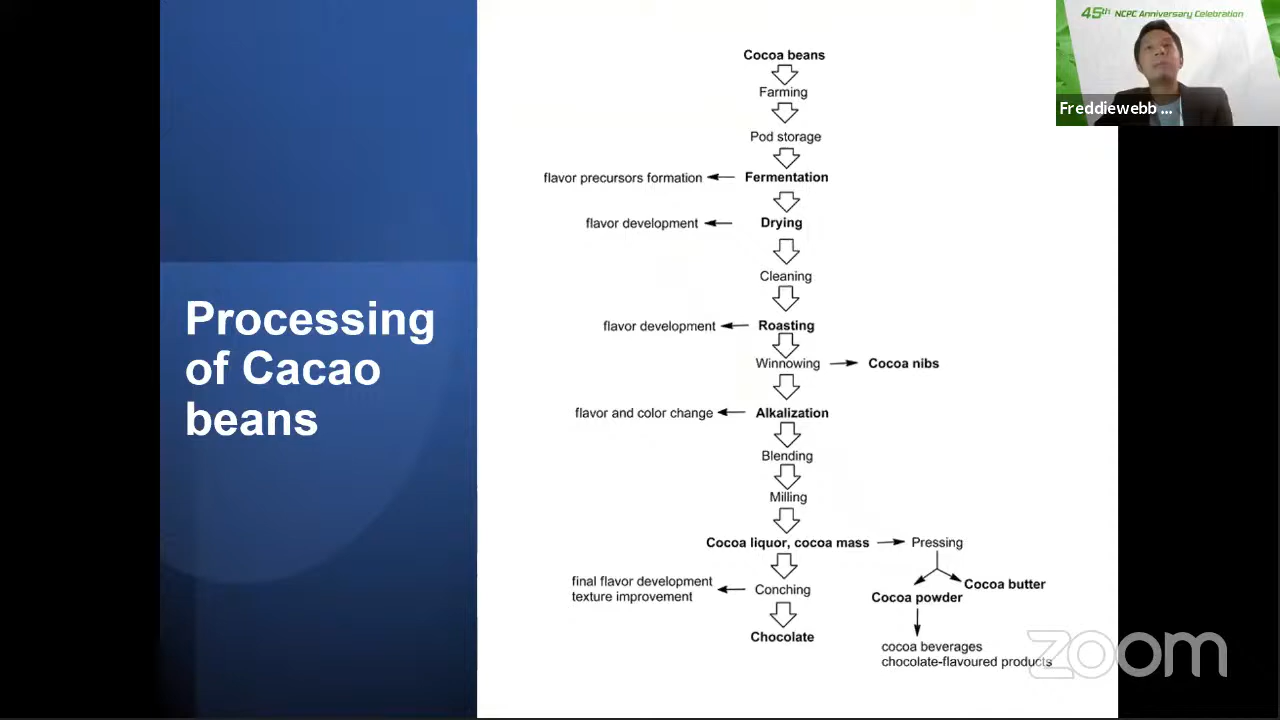 45th NCPC Anniversary Celebration
Freddiewebb ...
Processing
of Cacao
beans
Cocoa beans
Farming
Pod storage
flavor precursors formation
Fermentation
flavor development
Drying
Cleaning
flavor development
Roasting
Winnowing
Cocoa nibs
flavor and color change
Alkalization
Blending
Milling
Cocoa liquor, cocoa mass
Pressing
final flavor development
texture improvement
Conching
Cocoa butter
Cocoa powder
Chocolate
cocoa beverages
chocolate-flavoured products
zoom